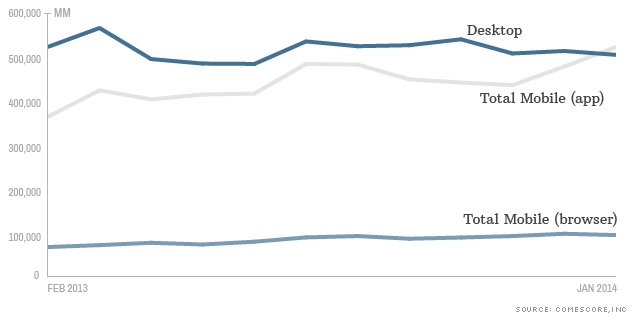 600,000 MM
Desktop
500,000
Total Mobile (app)
400,000
300,000
200,000
Total Mobile (browser)
100,000
0
FEB 2013 JAN 2014
SOURCE: COMESCORE,INC